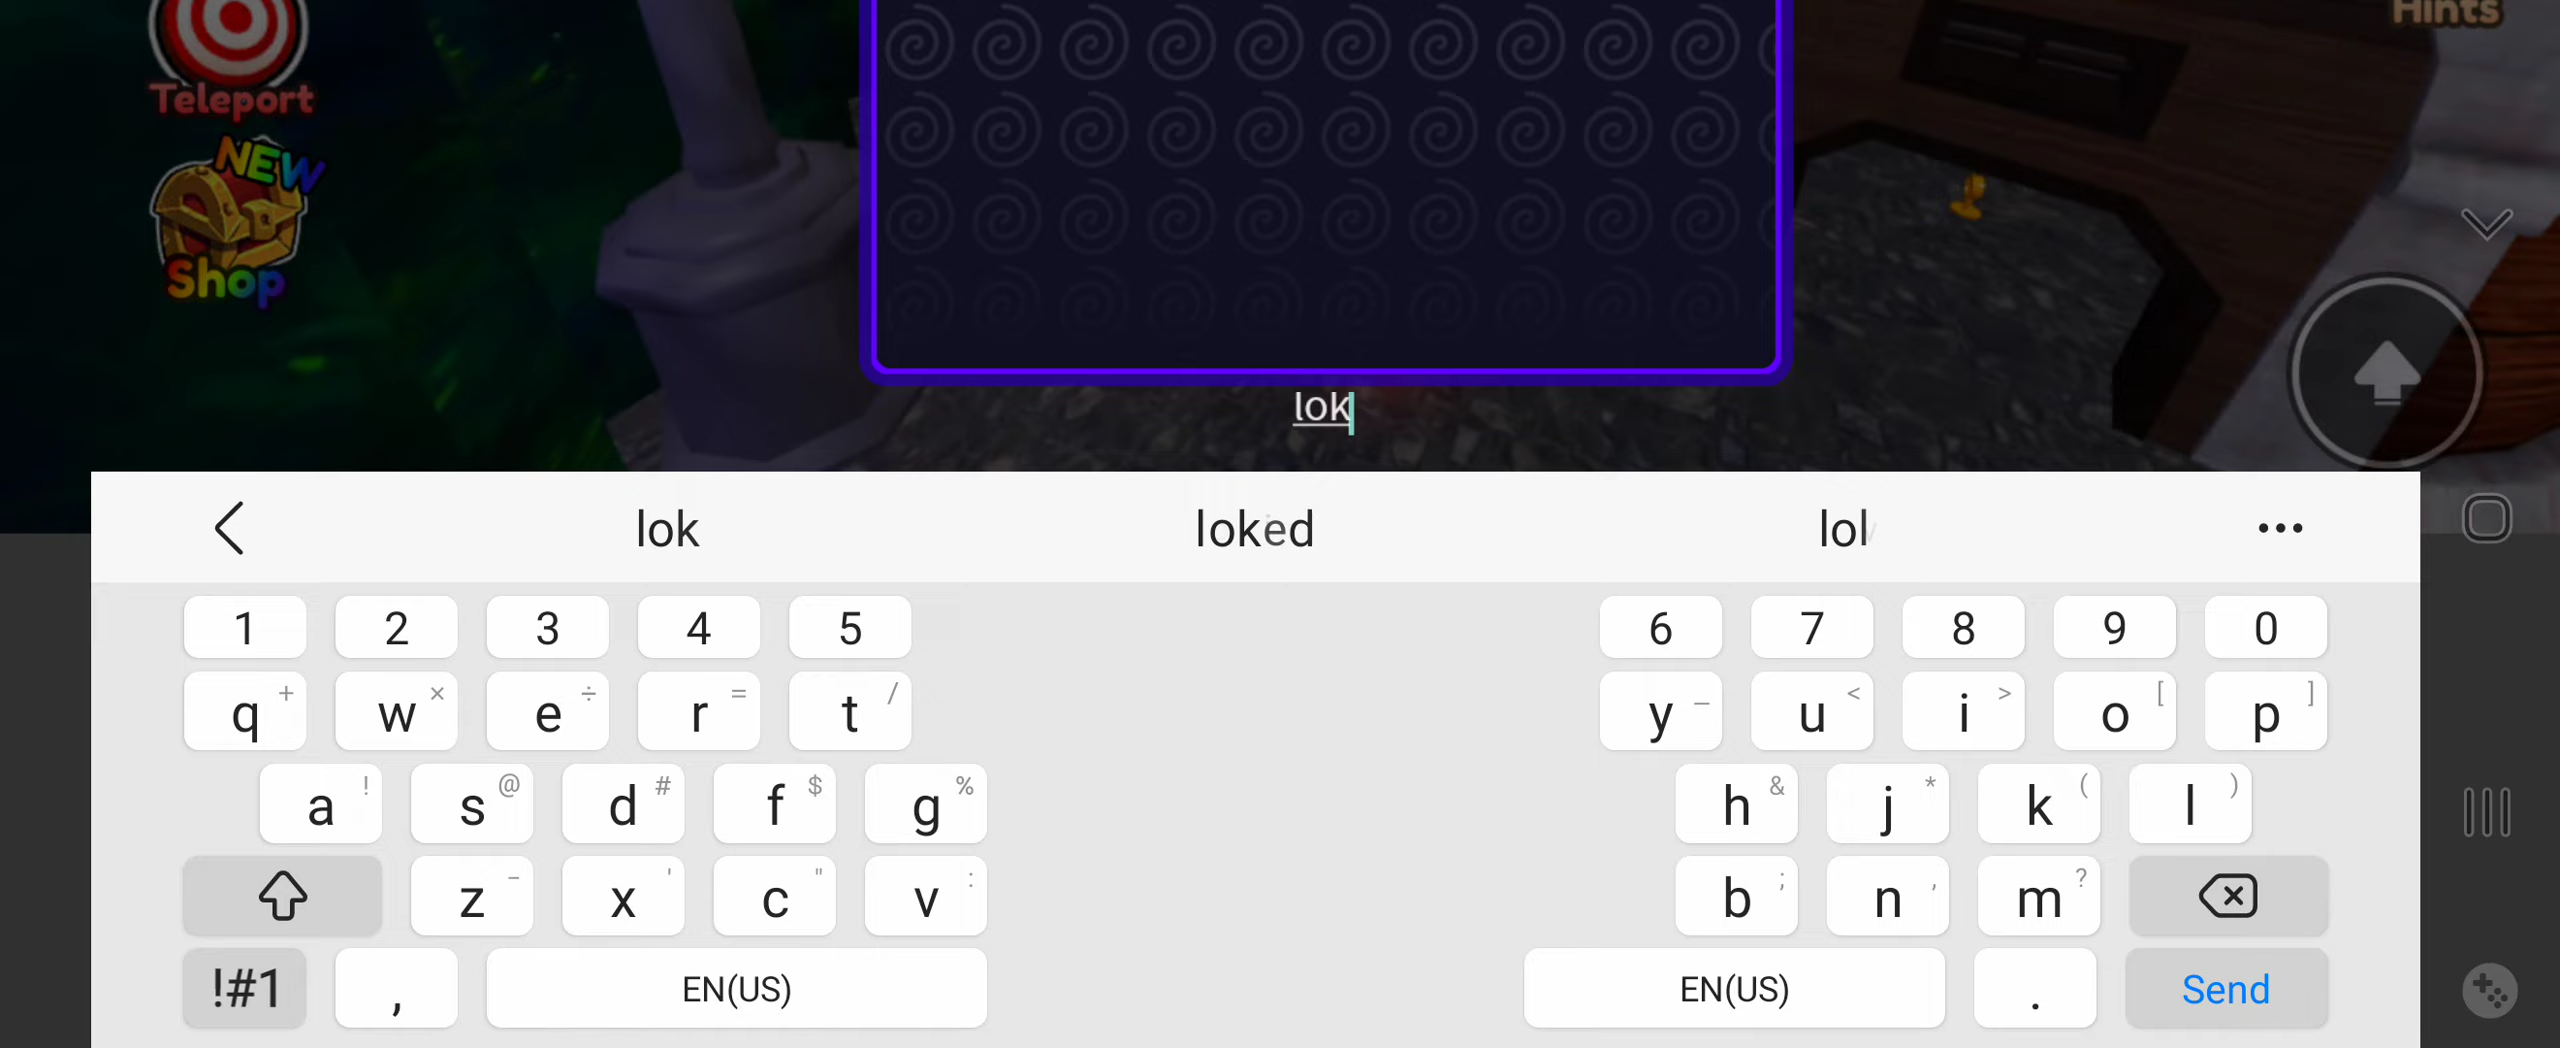 Hints
Teleport
NEW
Shop
lok
lok loked lol •••
1 2 3 4 5 6 7 8 9 0
q + w × e ÷ r = t / y – u < i > o [ p ]
a ! s @ d # f $ g % h & j * k ( l )
z – x ' c " v : b ; n , m ?
!#1 , EN(US) EN(US) . Send